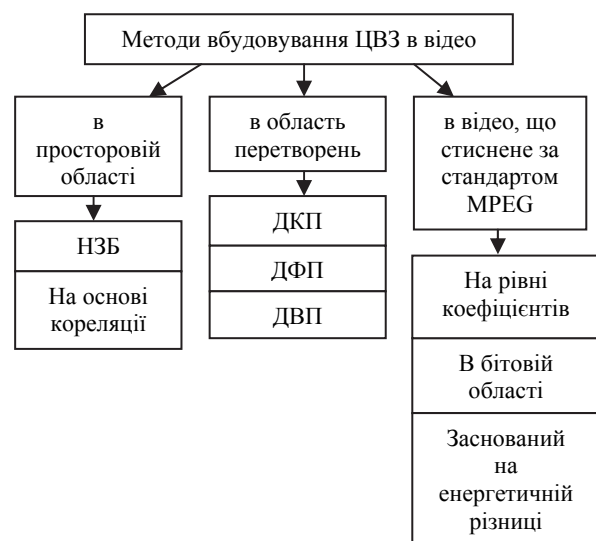 Методи вбудовування ЦВЗ в відео
в
просторовій
області
НЗБ
На основі
кореляції
в область
перетворень
ДКП
ДФП
ДВП
в відео, що
стиснене за
стандартом
MPEG
На рівні
коефіцієнтів
В бітовій
області
Заснований
на
енергетичній
різниці